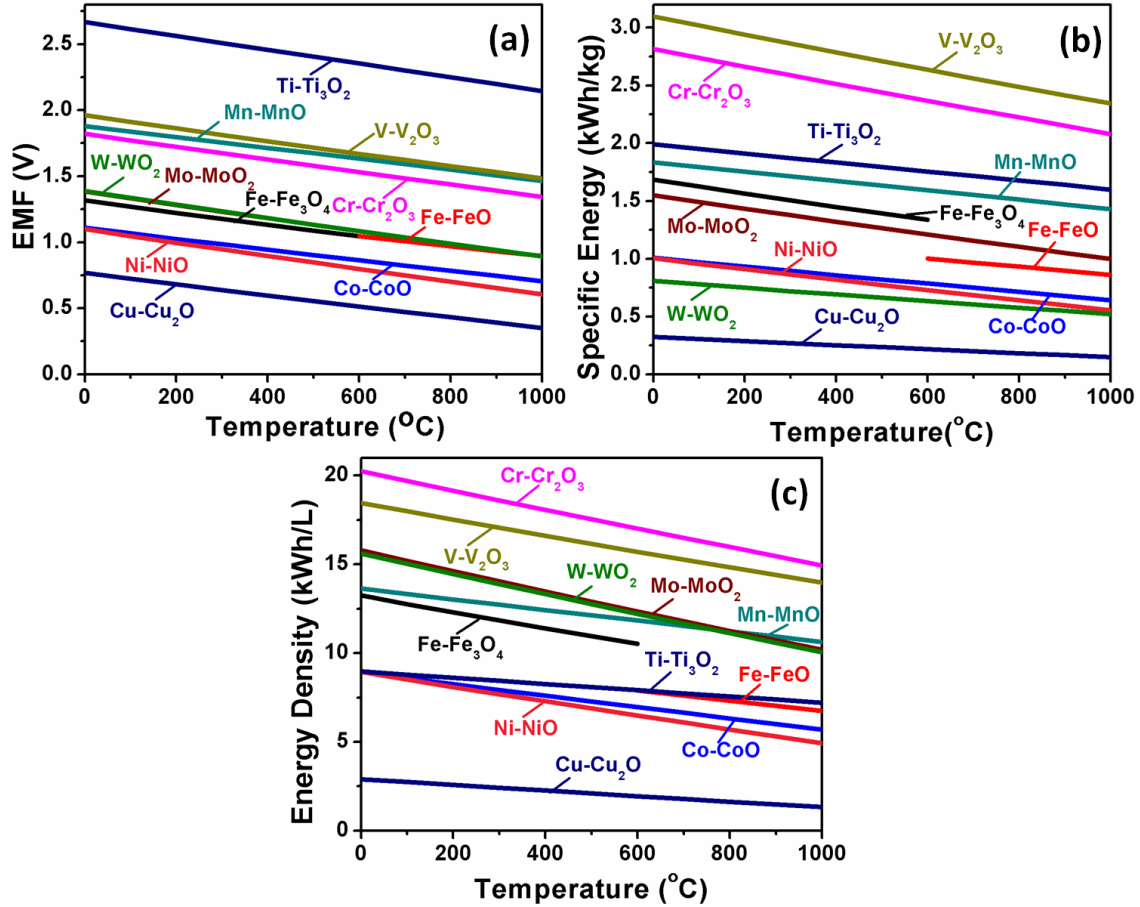 (a)
EMF (V)
2.5
2.0
1.5
1.0
0.5
0.0
Ti-Ti₃O₂
Mn-MnO
V-V₂O₃
W-WO₂
Mo-MoO₂
Fe-Fe₃O₄
Cr-Cr₂O₃
Fe-FeO
Ni-NiO
Co-CoO
Cu-Cu₂O
0 200 400 600 800 1000
Temperature (°C)
(b)
Specific Energy (kWh/kg)
3.0
2.5
2.0
1.5
1.0
0.5
0.0
V-V₂O₃
Cr-Cr₂O₃
Ti-Ti₃O₂
Mn-MnO
Fe-Fe₃O₄
Mo-MoO₂
Fe-FeO
Ni-NiO
W-WO₂
Co-CoO
Cu-Cu₂O
0 200 400 600 800 1000
Temperature(°C)
(c)
Energy Density (kWh/L)
20
15
10
5
0
Cr-Cr₂O₃
V-V₂O₃
W-WO₂
Mo-MoO₂
Mn-MnO
Fe-Fe₃O₄
Ti-Ti₃O₂
Fe-FeO
Ni-NiO
Co-CoO
Cu-Cu₂O
0 200 400 600 800 1000
Temperature (°C)